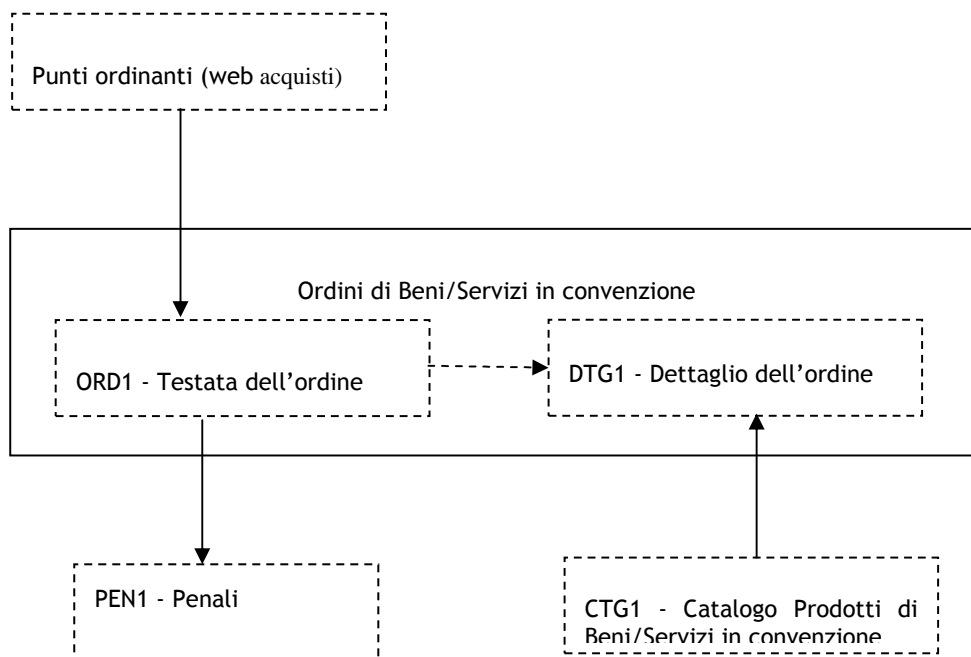 Punti ordinanti (web acquisti)
Ordini di Beni/Servizi in convenzione
ORD1 - Testata dell’ordine
DTG1 - Dettaglio dell’ordine
PEN1 - Penali
CTG1 - Catalogo Prodotti di
Beni/Servizi in convenzione